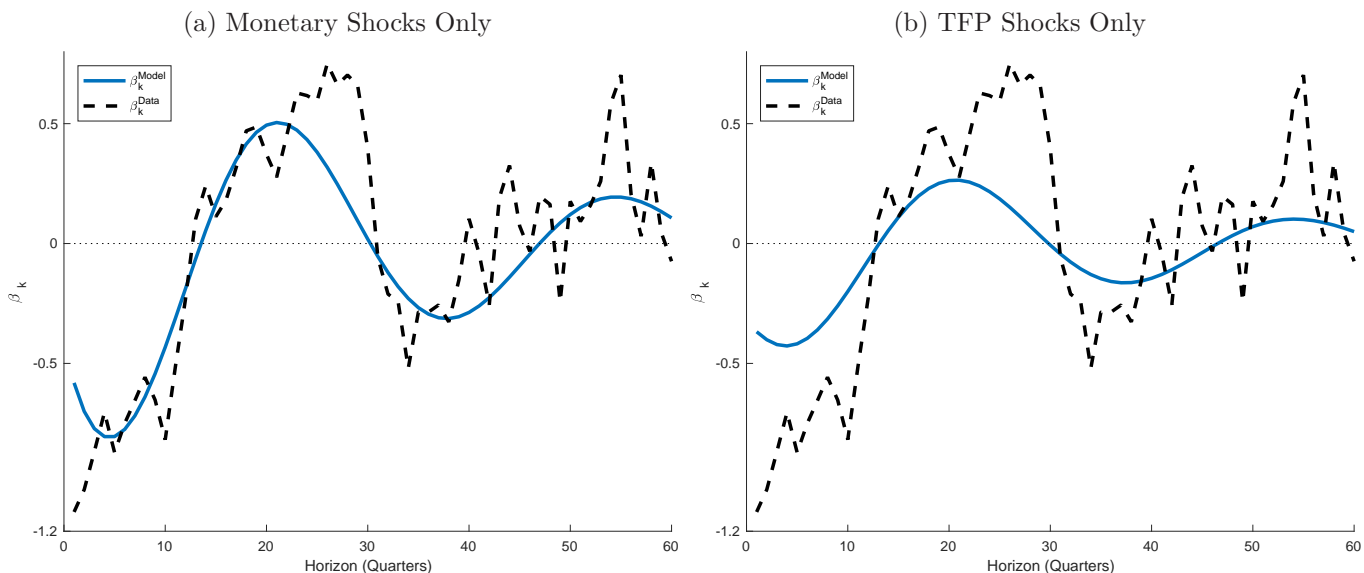 (a) Monetary Shocks Only
β_k^Model
β_k^Data
0.5
0
-0.5
-1.2
β_k
0 10 20 30 40 50 60
Horizon (Quarters)
(b) TFP Shocks Only
β_k^Model
β_k^Data
0.5
0
-0.5
-1.2
β_k
0 10 20 30 40 50 60
Horizon (Quarters)